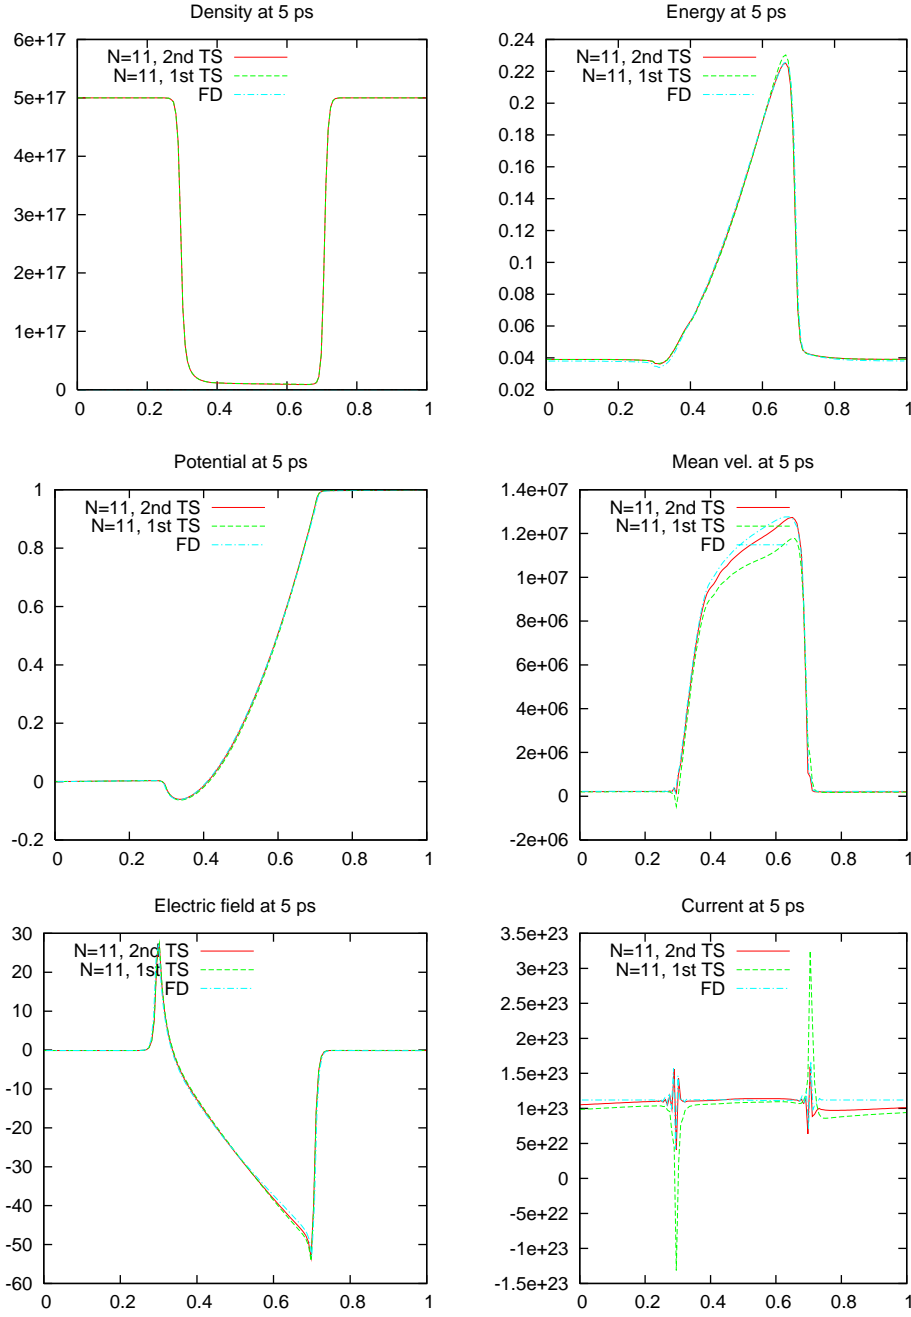 Density at 5 ps
6e+17
5e+17
4e+17
3e+17
2e+17
1e+17
0
0 0.2 0.4 0.6 0.8 1
N=11, 2nd TS
N=11, 1st TS
FD
Energy at 5 ps
0.24
0.22
0.2
0.18
0.16
0.14
0.12
0.1
0.08
0.06
0.04
0.02
0 0.2 0.4 0.6 0.8 1
N=11, 2nd TS
N=11, 1st TS
FD
Potential at 5 ps
1
0.8
0.6
0.4
0.2
0
-0.2
0 0.2 0.4 0.6 0.8 1
N=11, 2nd TS
N=11, 1st TS
FD
Mean vel. at 5 ps
1.4e+07
1.2e+07
1e+07
8e+06
6e+06
4e+06
2e+06
0
-2e+06
0 0.2 0.4 0.6 0.8 1
N=11, 2nd TS
N=11, 1st TS
FD
Electric field at 5 ps
30
20
10
0
-10
-20
-30
-40
-50
-60
0 0.2 0.4 0.6 0.8 1
N=11, 2nd TS
N=11, 1st TS
FD
Current at 5 ps
3.5e+23
3e+23
2.5e+23
2e+23
1.5e+23
1e+23
5e+22
0
-5e+22
-1e+23
-1.5e+23
0 0.2 0.4 0.6 0.8 1
N=11, 2nd TS
N=11, 1st TS
FD